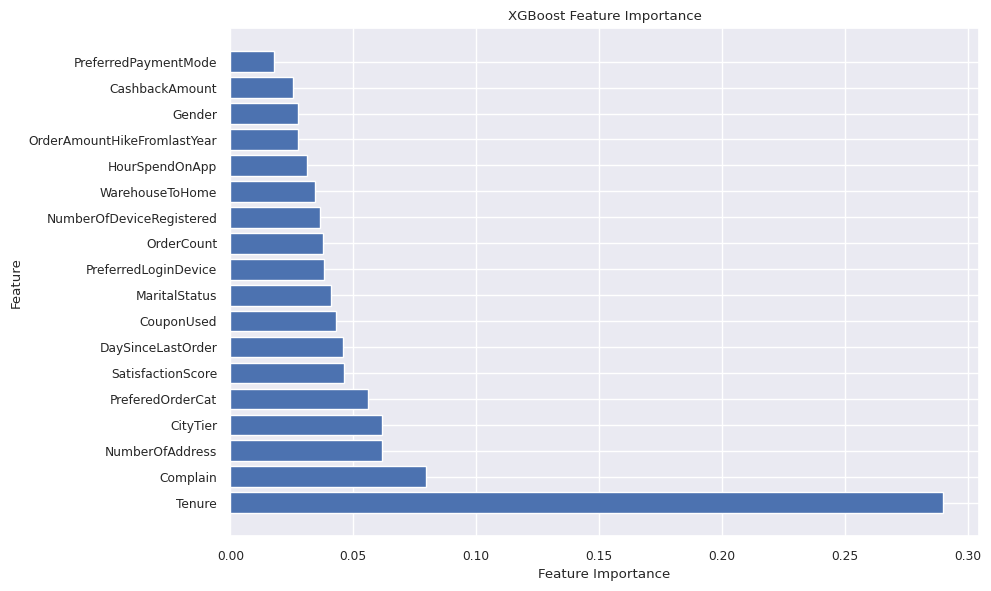 XGBoost Feature Importance
PreferredPaymentMode
CashbackAmount
Gender
OrderAmountHikeFromlastYear
HourSpendOnApp
WarehouseToHome
NumberOfDeviceRegistered
OrderCount
PreferredLoginDevice
MaritalStatus
CouponUsed
DaySinceLastOrder
SatisfactionScore
PreferedOrderCat
CityTier
NumberOfAddress
Complain
Tenure
Feature
0.00 0.05 0.10 0.15 0.20 0.25 0.30
Feature Importance